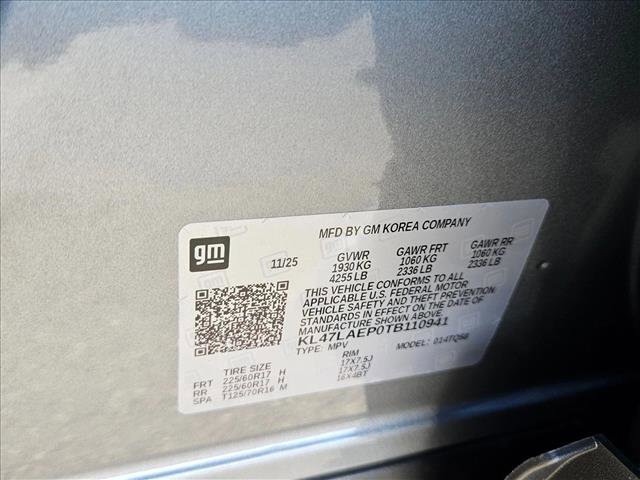 gm
MFD BY GM KOREA COMPANY
11/25 GVWR GAWR FRT GAWR RR
1930 KG 1060 KG 1060 KG
4255 LB 2336 LB 2336 LB
THIS VEHICLE CONFORMS TO ALL
APPLICABLE U.S. FEDERAL MOTOR
VEHICLE SAFETY AND THEFT PREVENTION
STANDARDS IN EFFECT ON THE DATE OF
MANUFACTURE SHOWN ABOVE.
KL47LAEP0TB110941
TYPE: MPV MODEL: 014TQ58
TIRE SIZE RIM
FRT 225/60R17 H 17X7.5J
RR 225/60R17 H 17X7.5J
SPA T125/70R16 M 16X4BT